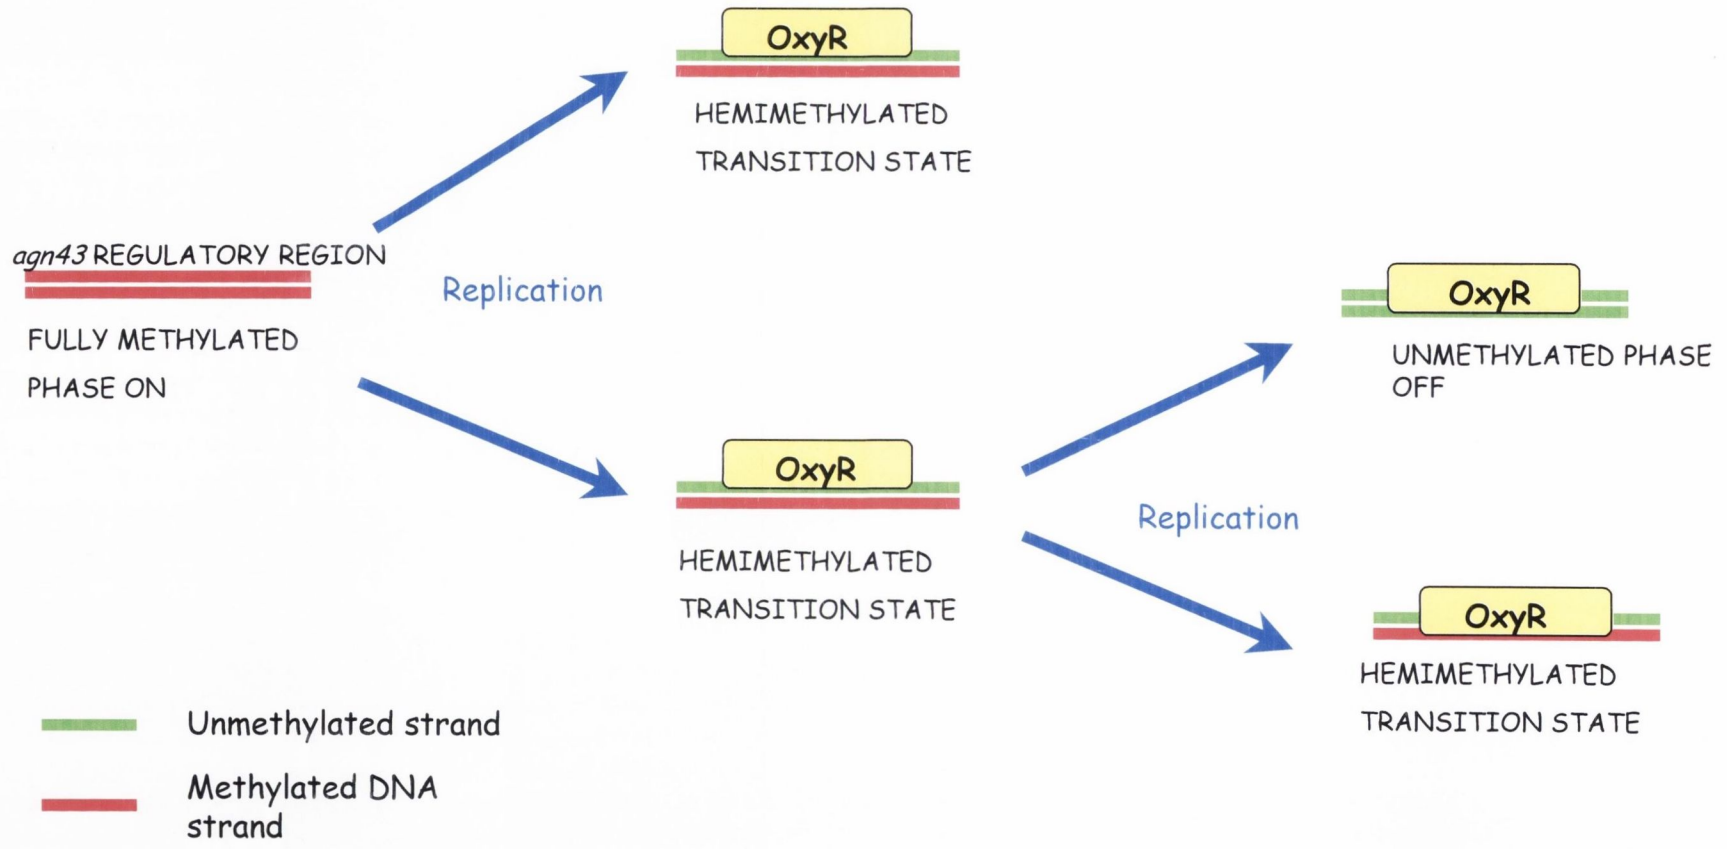 OxyR
HEMIMETHYLATED
TRANSITION STATE
agn43 REGULATORY REGION
FULLY METHYLATED
PHASE ON
Replication
OxyR
HEMIMETHYLATED
TRANSITION STATE
OxyR
UNMETHYLATED PHASE
OFF
Replication
OxyR
HEMIMETHYLATED
TRANSITION STATE
Unmethylated strand
Methylated DNA
strand